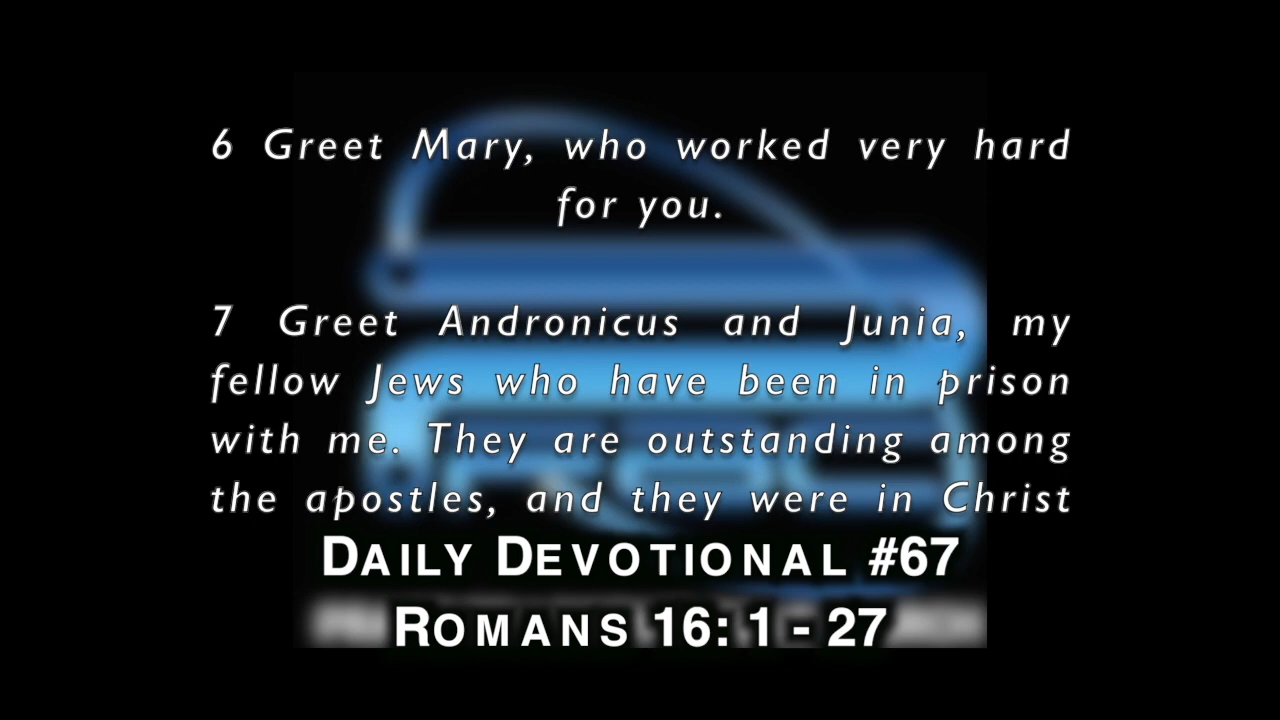 6 Greet Mary, who worked very hard
for you.
7 Greet Andronicus and Junia, my
fellow Jews who have been in prison
with me. They are outstanding among
the apostles, and they were in Christ
DAILY DEVOTIONAL #67
ROMANS 16: 1 - 27